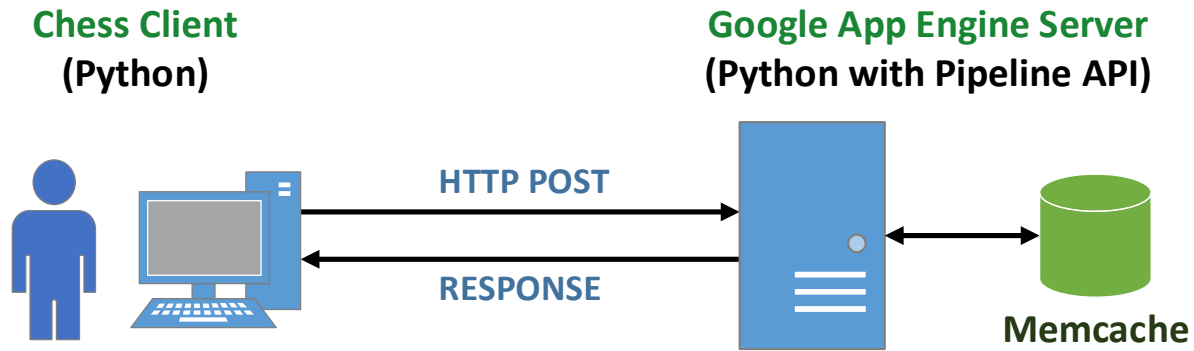 Chess Client
(Python)
Google App Engine Server
(Python with Pipeline API)
HTTP POST
RESPONSE
Memcache